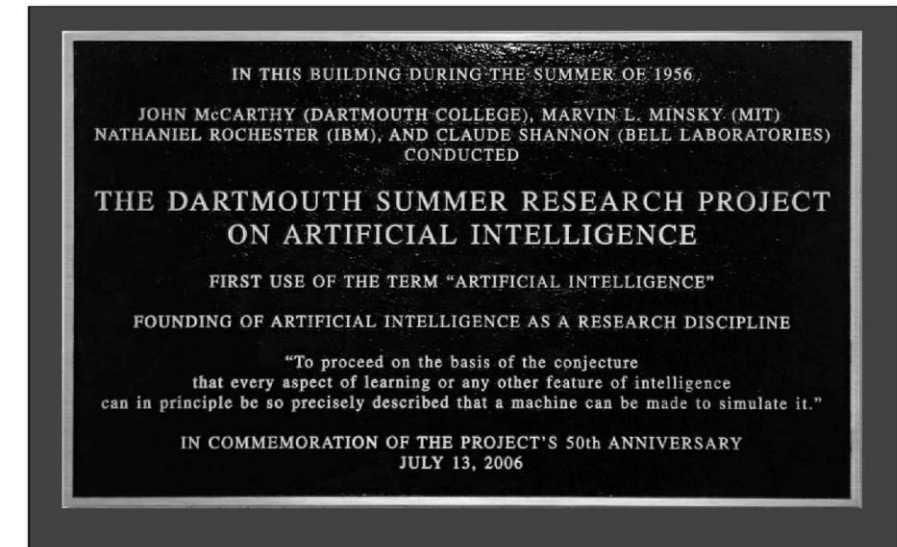 IN THIS BUILDING DURING THE SUMMER OF 1956
JOHN McCARTHY (DARTMOUTH COLLEGE), MARVIN L. MINSKY (MIT)
NATHANIEL ROCHESTER (IBM), AND CLAUDE SHANNON (BELL LABORATORIES)
CONDUCTED
THE DARTMOUTH SUMMER RESEARCH PROJECT
ON ARTIFICIAL INTELLIGENCE
FIRST USE OF THE TERM “ARTIFICIAL INTELLIGENCE”
FOUNDING OF ARTIFICIAL INTELLIGENCE AS A RESEARCH DISCIPLINE
“To proceed on the basis of the conjecture
that every aspect of learning or any other feature of intelligence
can in principle be so precisely described that a machine can be made to simulate it.”
IN COMMEMORATION OF THE PROJECT’S 50th ANNIVERSARY
JULY 13, 2006